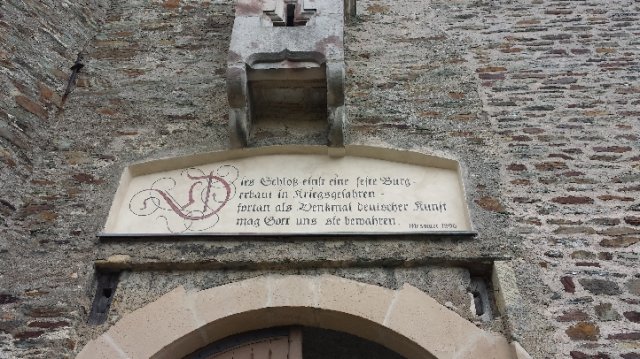 Dies Schloß einst eine feste Burg -
erbaut in Kriegsgefahren -
fortan als Denkmal deutscher Kunst
mag Gott uns sie bewahren.